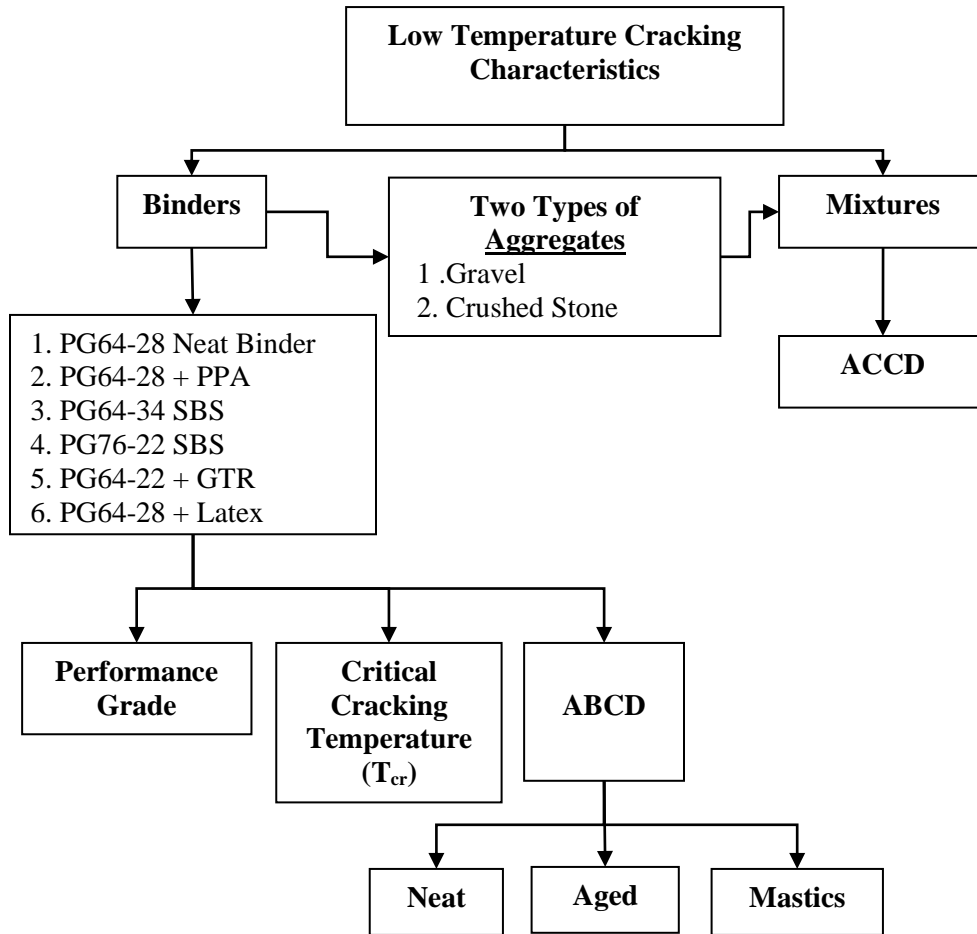 Low Temperature Cracking
Characteristics
Binders
Two Types of
Aggregates
1 .Gravel
2. Crushed Stone
Mixtures
ACCD
1. PG64-28 Neat Binder
2. PG64-28 + PPA
3. PG64-34 SBS
4. PG76-22 SBS
5. PG64-22 + GTR
6. PG64-28 + Latex
Performance
Grade
Critical
Cracking
Temperature
(Tcr)
ABCD
Neat
Aged
Mastics